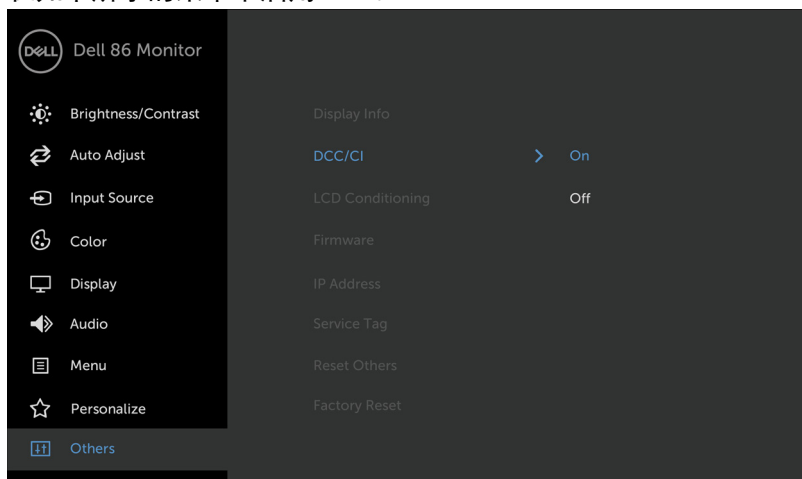 DELL
Dell 86 Monitor
Brightness/Contrast
Auto Adjust
Input Source
Color
Display
Audio
Menu
Personalize
Others
Display Info
DCC/CI
On
LCD Conditioning
Off
Firmware
IP Address
Service Tag
Reset Others
Factory Reset